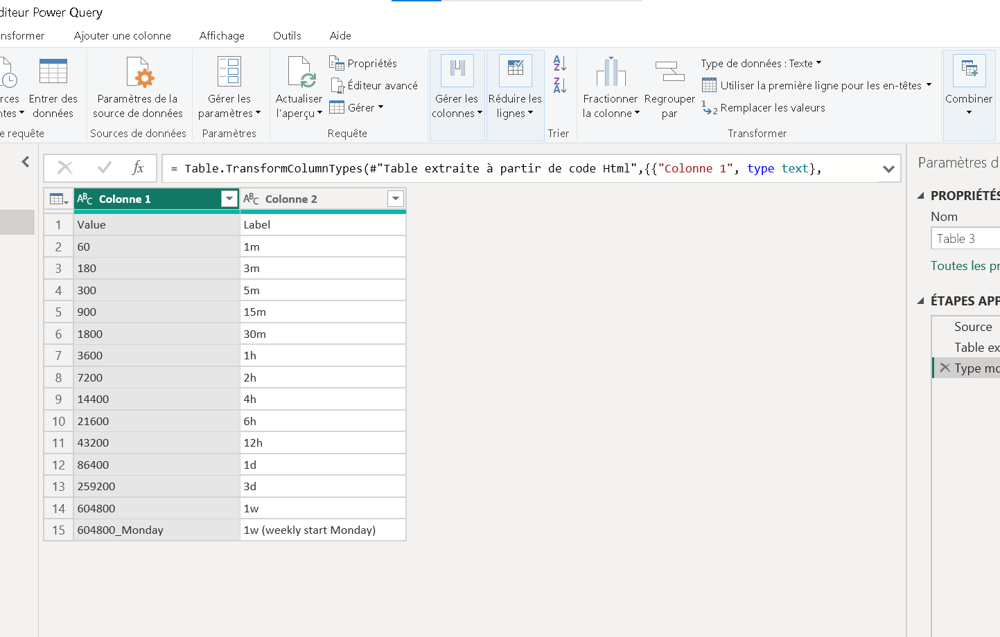 diteur Power Query
nsformer Ajouter une colonne Affichage Outils Aide
rces
ntes
Entrer des
données
e requête
Paramètres de la
source de données
Sources de données
Gérer les
paramètres
Paramètres
Actualiser
l'aperçu
Propriétés
Éditeur avancé
Gérer
Requête
Gérer les
colonnes
Réduire les
lignes
A
Z
Z
A
Trier
Fractionner
la colonne
Regrouper
par
Type de données : Texte
Utiliser la première ligne pour les en-têtes
1
2
Remplacer les valeurs
Transformer
Combiner
fx
= Table.TransformColumnTypes(#"Table extraite à partir de code Html",{{"Colonne 1", type text},
ABC Colonne 1 ABC Colonne 2
1 Value Label
2 60 1m
3 180 3m
4 300 5m
5 900 15m
6 1800 30m
7 3600 1h
8 7200 2h
9 14400 4h
10 21600 6h
11 43200 12h
12 86400 1d
13 259200 3d
14 604800 1w
15 604800_Monday 1w (weekly start Monday)
Paramètres d
PROPRIÉTÉS
Nom
Table 3
Toutes les pr
ÉTAPES APP
Source
Table ex
Type mo